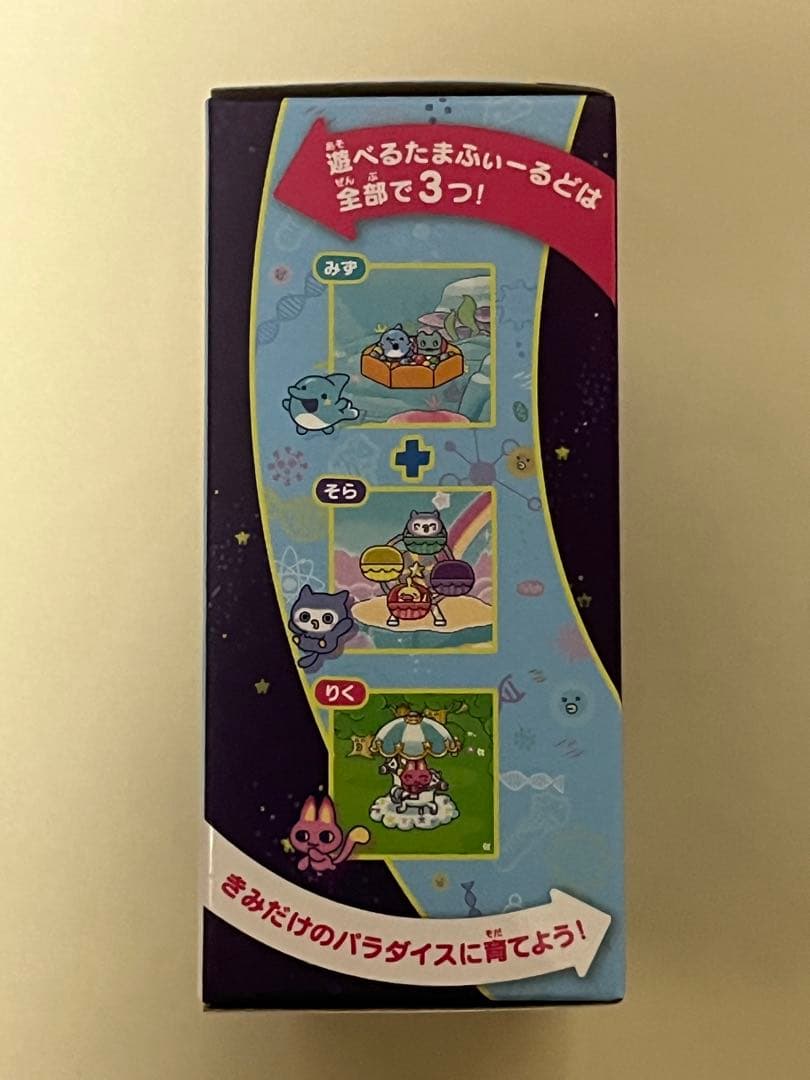 遊べるたまふぃーるどは
全部で3つ!
みず
そら
りく
きみだけのパラダイスに育てよう!